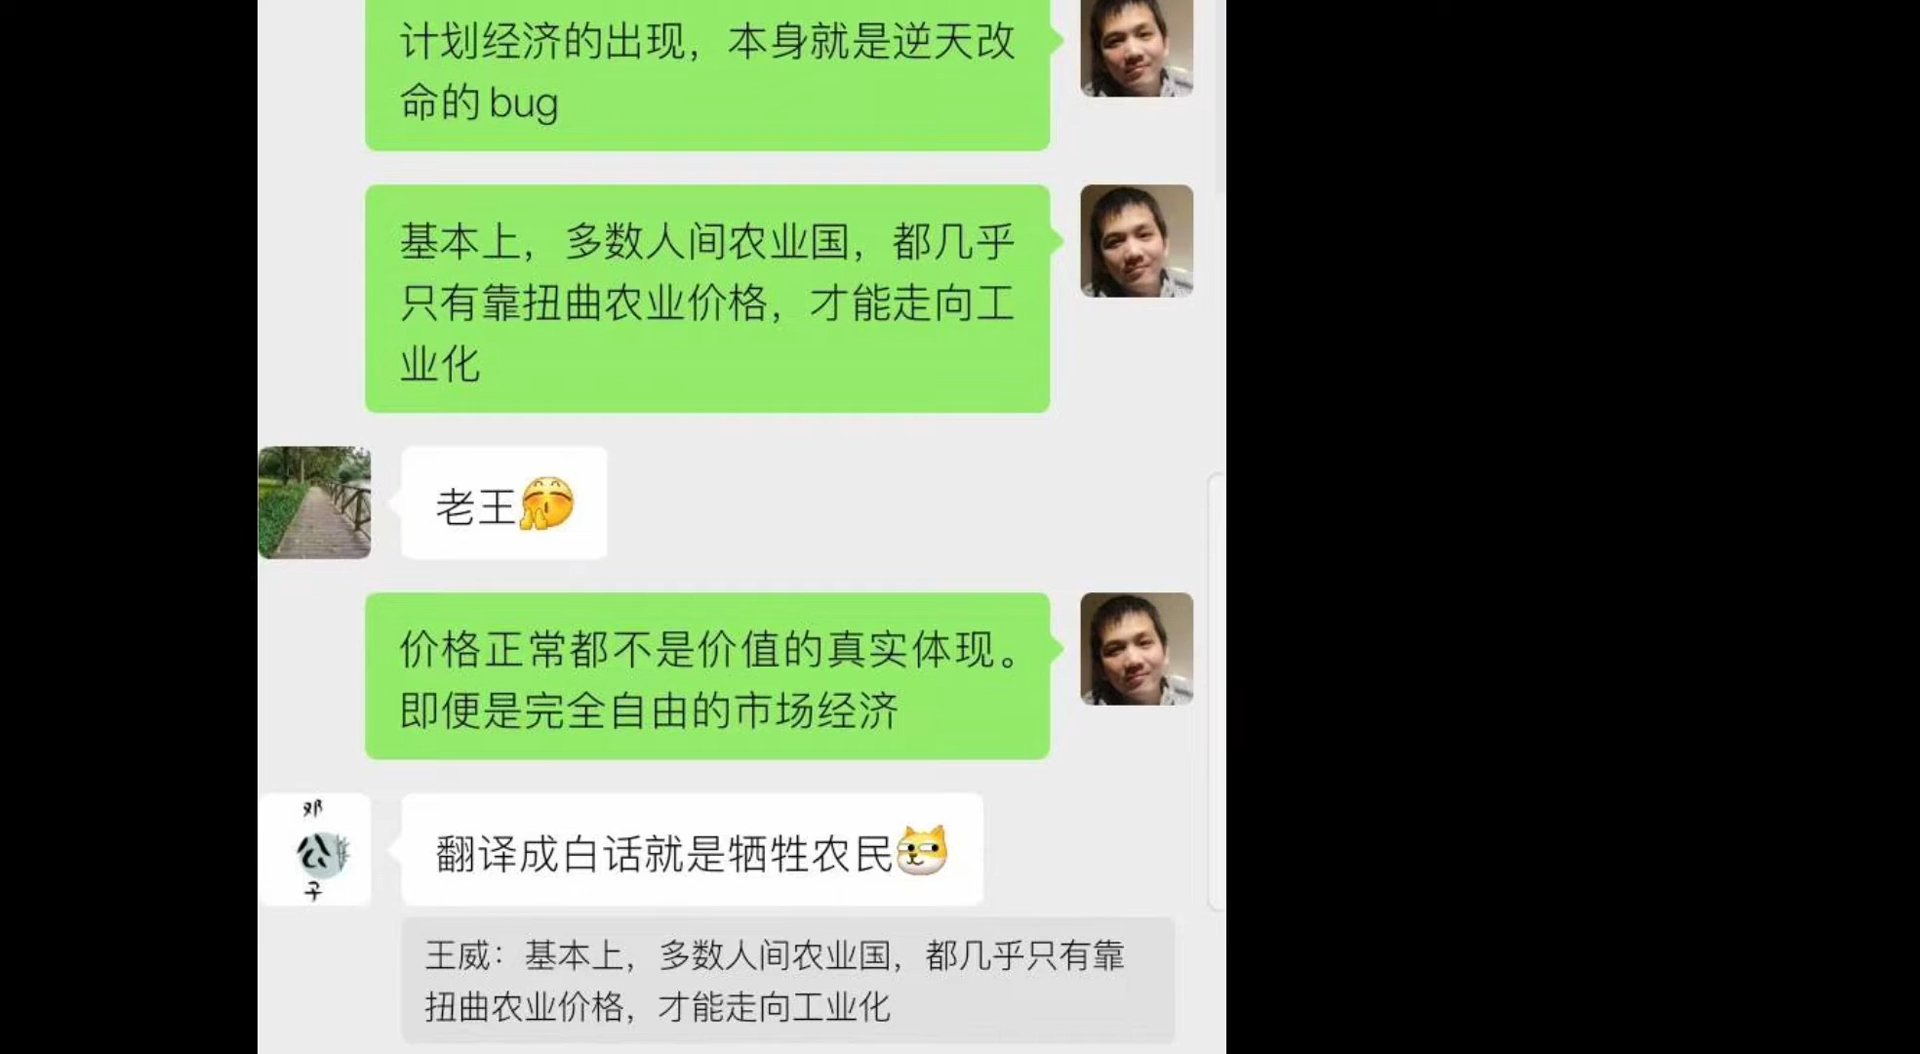 计划经济的出现，本身就是逆天改
命的bug
基本上，多数人间农业国，都几乎
只有靠扭曲农业价格，才能走向工
业化
老王
价格正常都不是价值的真实体现。
即便是完全自由的市场经济
邓
公
子
翻译成白话就是牺牲农民
王威：基本上，多数人间农业国，都几乎只有靠
扭曲农业价格，才能走向工业化